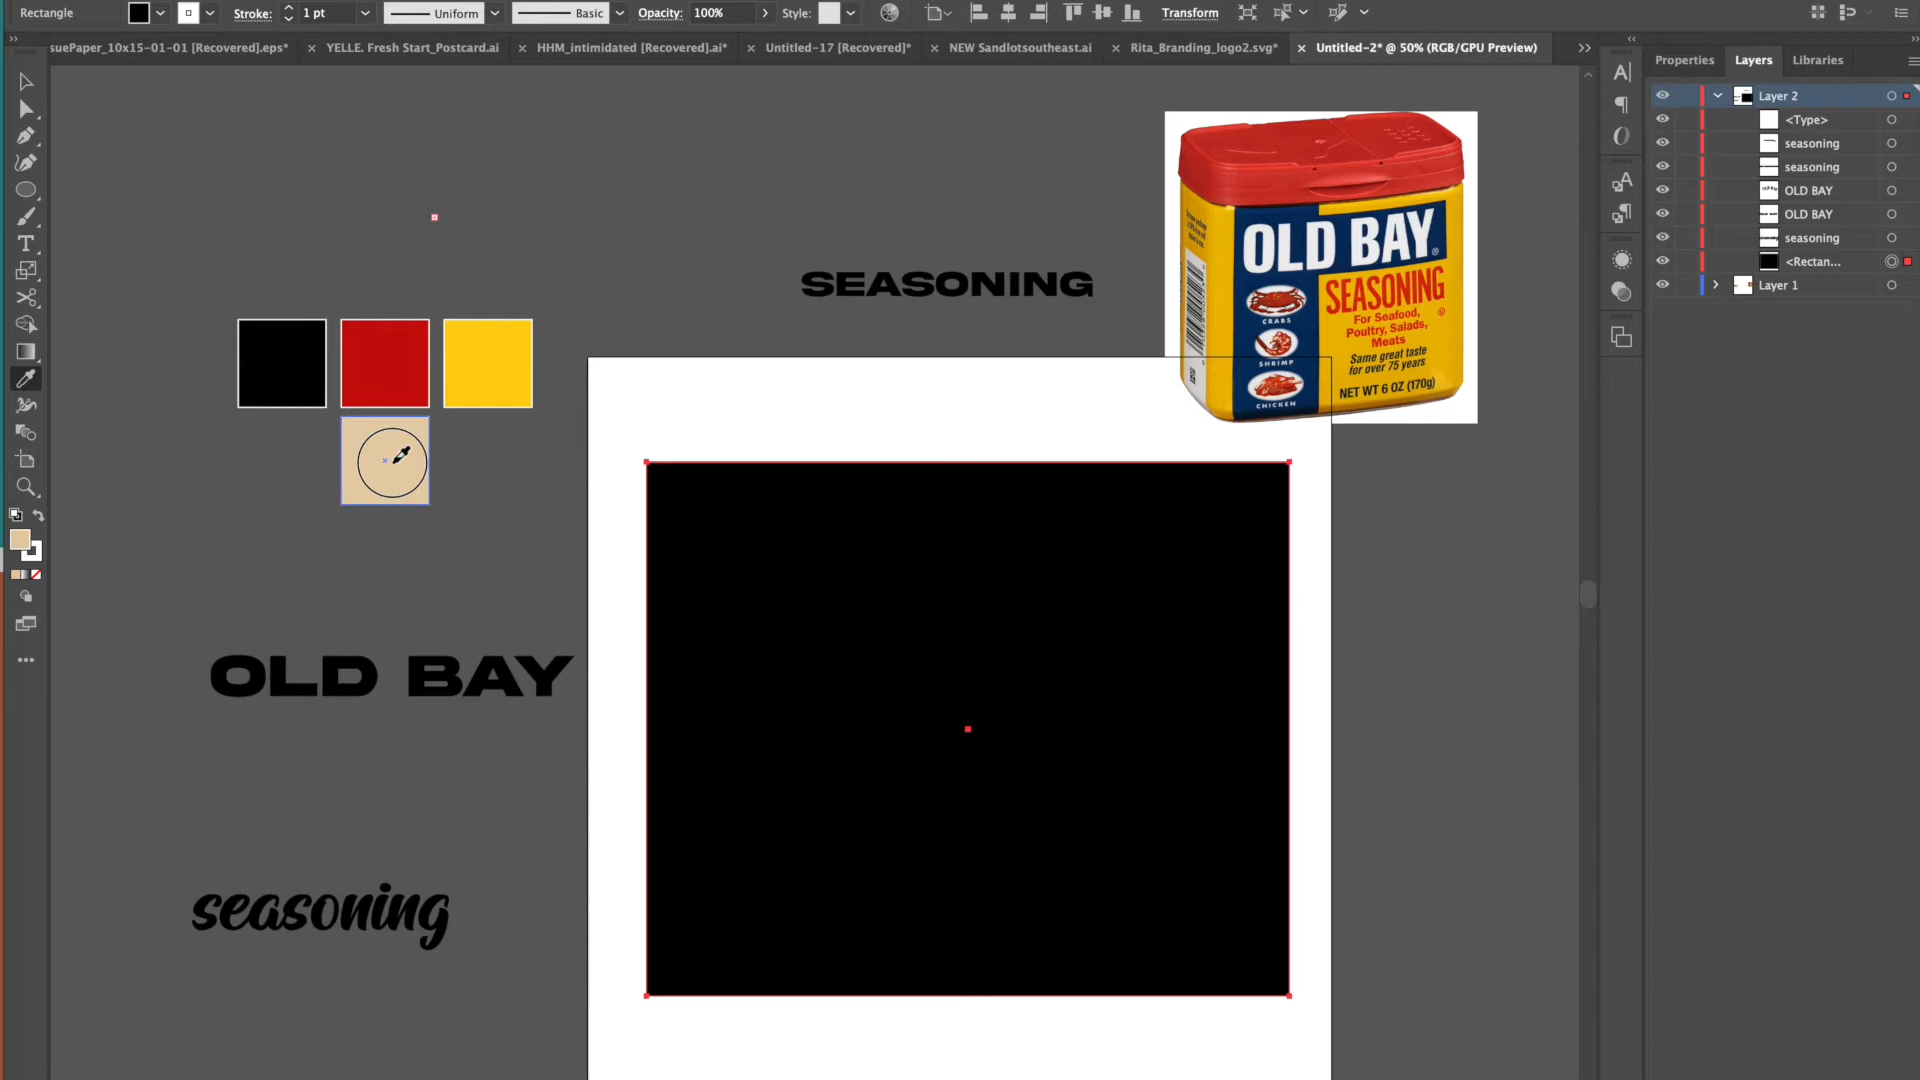 Rectangle
Stroke:
1 pt
Uniform
Basic
Opacity:
100%
Style:
Transform
suePaper_10x15-01-01 [Recovered].eps*
YELLE. Fresh Start_Postcard.ai
HHM_intimidated [Recovered].ai*
Untitled-17 [Recovered]*
NEW Sandlotsoutheast.ai
Rita_Branding_logo2.svg*
Untitled-2* @ 50% (RGB/GPU Preview)
Properties
Layers
Libraries
Layer 2
<Type>
seasoning
seasoning
OLD BAY
OLD BAY
seasoning
<Rectan...
Layer 1
SEASONING
OLD BAY®
SEASONING®
For Seafood,
Poultry, Salads,
Meats
Same great taste
for over 75 years
NET WT 6 OZ (170g)
CRABS
SHRIMP
CHICKEN
OLD BAY
seasoning